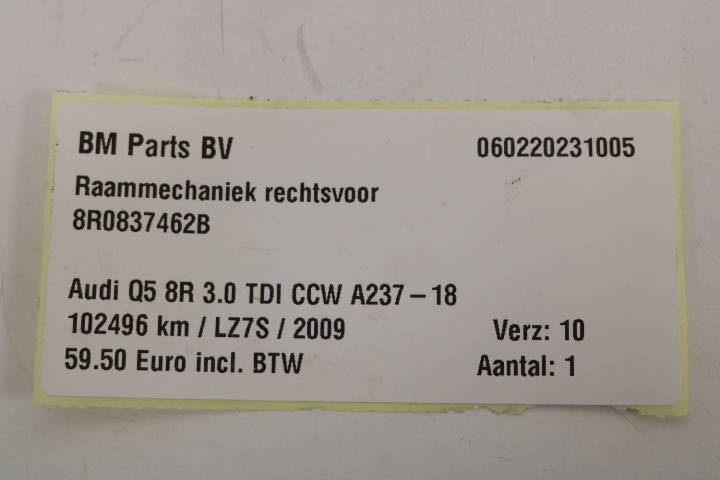 BM Parts BV 060220231005
Raammechaniek rechtsvoor
8R0837462B
Audi Q5 8R 3.0 TDI CCW A237-18
102496 km / LZ7S / 2009 Verz: 10
59.50 Euro incl. BTW Aantal: 1